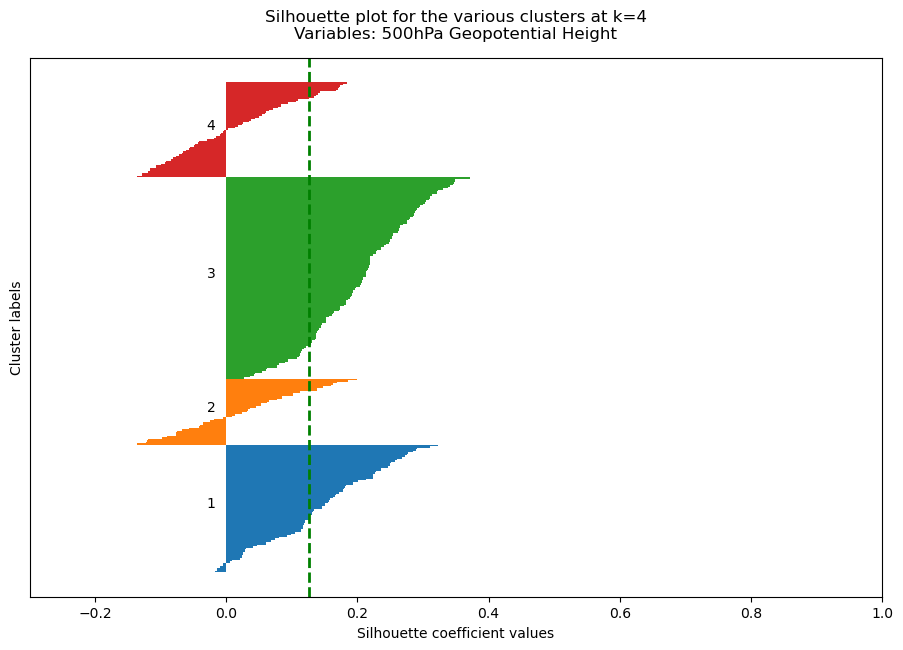 Silhouette plot for the various clusters at k=4
Variables: 500hPa Geopotential Height
Cluster labels
4
3
2
1
−0.2 0.0 0.2 0.4 0.6 0.8 1.0
Silhouette coefficient values